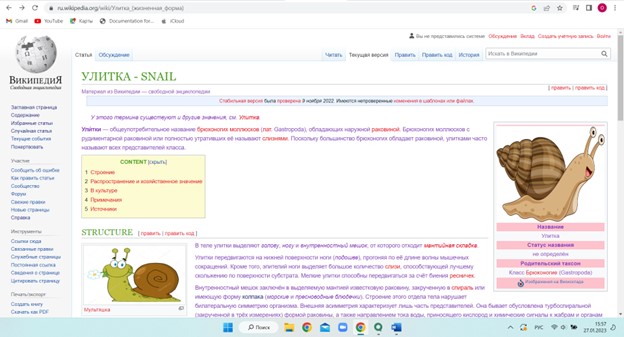 ru.wikipedia.org/wiki/Улитка_(жизненная_форма)
Gmail YouTube Карты Documentation for... iCloud
Вы не представились системе Обсуждение Вклад Создать учётную запись Войти
Статья Обсуждение Читать Текущая версия Править Править код История Искать в Википедии
ВИКИПЕДИЯ
Свободная энциклопедия
УЛИТКА - SNAIL
[ править | править код ]
Материал из Википедии — свободной энциклопедии
Стабильная версия была проверена 9 ноября 2022. Имеются непроверенные изменения в шаблонах или файлах.
У этого термина существуют и другие значения, см. Улитка.
Улитки — общеупотребительное название брюхоногих моллюсков (лат. Gastropoda), обладающих наружной раковиной. Брюхоногих моллюсков с
рудиментарной раковиной или полностью утративших её называют слизнями. Поскольку большинство брюхоногих обладает раковиной, улитками часто
называют всех представителей класса.
CONTENT [скрыть]
1 Строение
2 Распространение и хозяйственное значение
3 В культуре
4 Примечания
5 Источники
STRUCTURE [ править | править код ]
В теле улитки выделяют голову, ногу и внутренностный мешок, от которого отходит мантийная складка.
Улитки передвигаются на нижней поверхности ноги (подошве), прогоняя по её длине волны мышечных
сокращений. Кроме того, эпителий ноги выделяет большое количество слизи, способствующей лучшему
скольжению по поверхности субстрата. Мелкие улитки способны передвигаться за счёт биения ресничек.
Внутренностный мешок заключён в выделяемую мантией известковую раковину, закрученную в спираль или
имеющую форму колпака (морские и пресноводные блюдечки). Строение этого отдела тела нарушает
билатеральную симметрию организма. Внешняя асимметрия характеризует лишь часть представителей. Она бывает обусловлена турбоспиральной
(закрученной в трёх измерениях) формой раковины, а также направлением тока воды, приносящего кислород и химические сигналы к жабрам и органам
Мультяшка
Название
Улитка
Статус названия
не определён
Родительский таксон
Класс Брюхоногие (Gastropoda)
Изображения на Викискладе
Заглавная страница
Содержание
Избранные статьи
Случайная статья
Текущие события
Пожертвовать
Участие
Сообщить об ошибке
Как править статьи
Сообщество
Форум
Свежие правки
Новые страницы
Справка
Инструменты
Ссылки сюда
Связанные правки
Служебные страницы
Постоянная ссылка
Сведения о странице
Цитировать страницу
Печать/экспорт
Создать книгу
Скачать как PDF
Поиск
РУС
11:57
27.01.2023